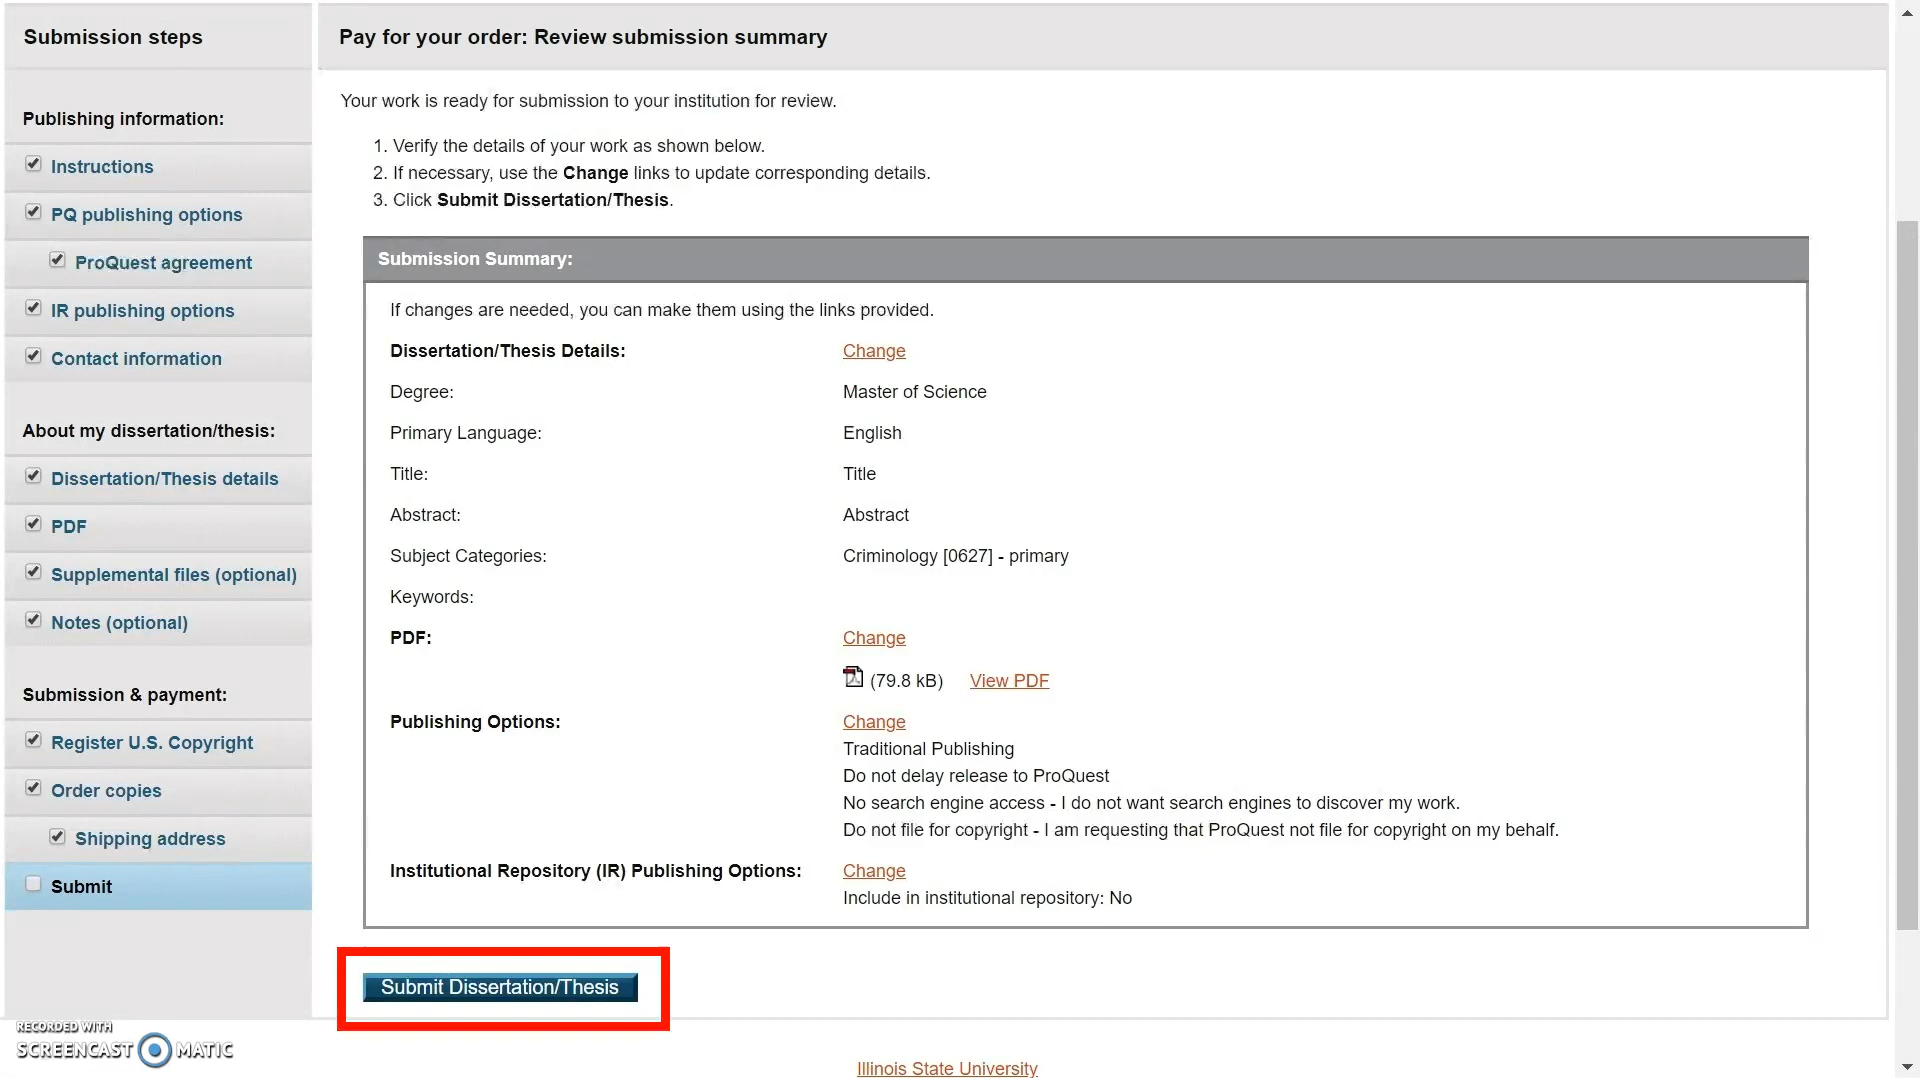 Submission steps
Publishing information:
Instructions
PQ publishing options
ProQuest agreement
IR publishing options
Contact information
About my dissertation/thesis:
Dissertation/Thesis details
PDF
Supplemental files (optional)
Notes (optional)
Submission & payment:
Register U.S. Copyright
Order copies
Shipping address
Submit
Pay for your order: Review submission summary
Your work is ready for submission to your institution for review.
1. Verify the details of your work as shown below.
2. If necessary, use the Change links to update corresponding details.
3. Click Submit Dissertation/Thesis.
Submission Summary:
If changes are needed, you can make them using the links provided.
Dissertation/Thesis Details: Change
Degree: Master of Science
Primary Language: English
Title: Title
Abstract: Abstract
Subject Categories: Criminology [0627] - primary
Keywords:
PDF: Change
(79.8 kB) View PDF
Publishing Options: Change
Traditional Publishing
Do not delay release to ProQuest
No search engine access - I do not want search engines to discover my work.
Do not file for copyright - I am requesting that ProQuest not file for copyright on my behalf.
Institutional Repository (IR) Publishing Options: Change
Include in institutional repository: No
Submit Dissertation/Thesis
RECORDED WITH
SCREENCAST MATIC
Illinois State University